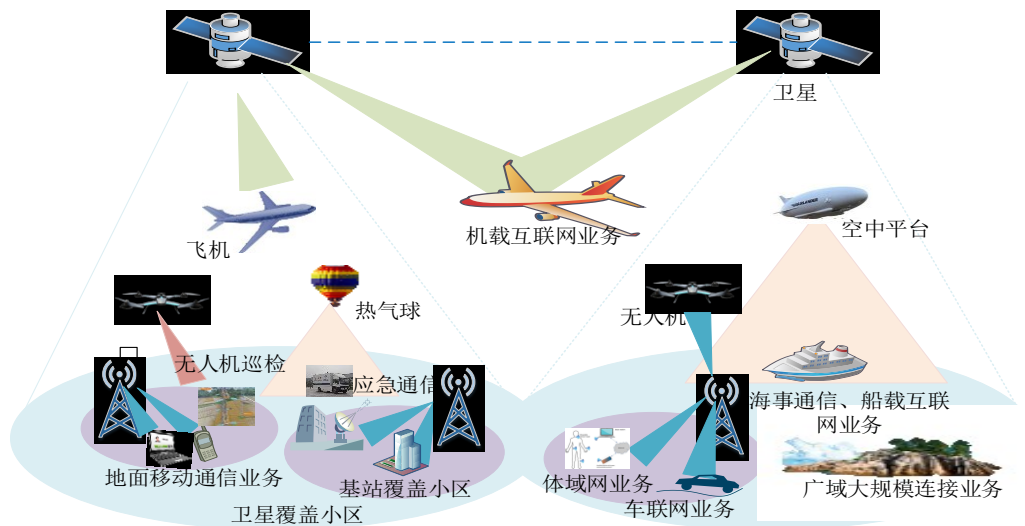 卫星
飞机
机载互联网业务
空中平台
热气球
无人机
无人机巡检
应急通信
海事通信、船载互联
网业务
地面移动通信业务
基站覆盖小区
体域网业务
广域大规模连接业务
卫星覆盖小区
车联网业务